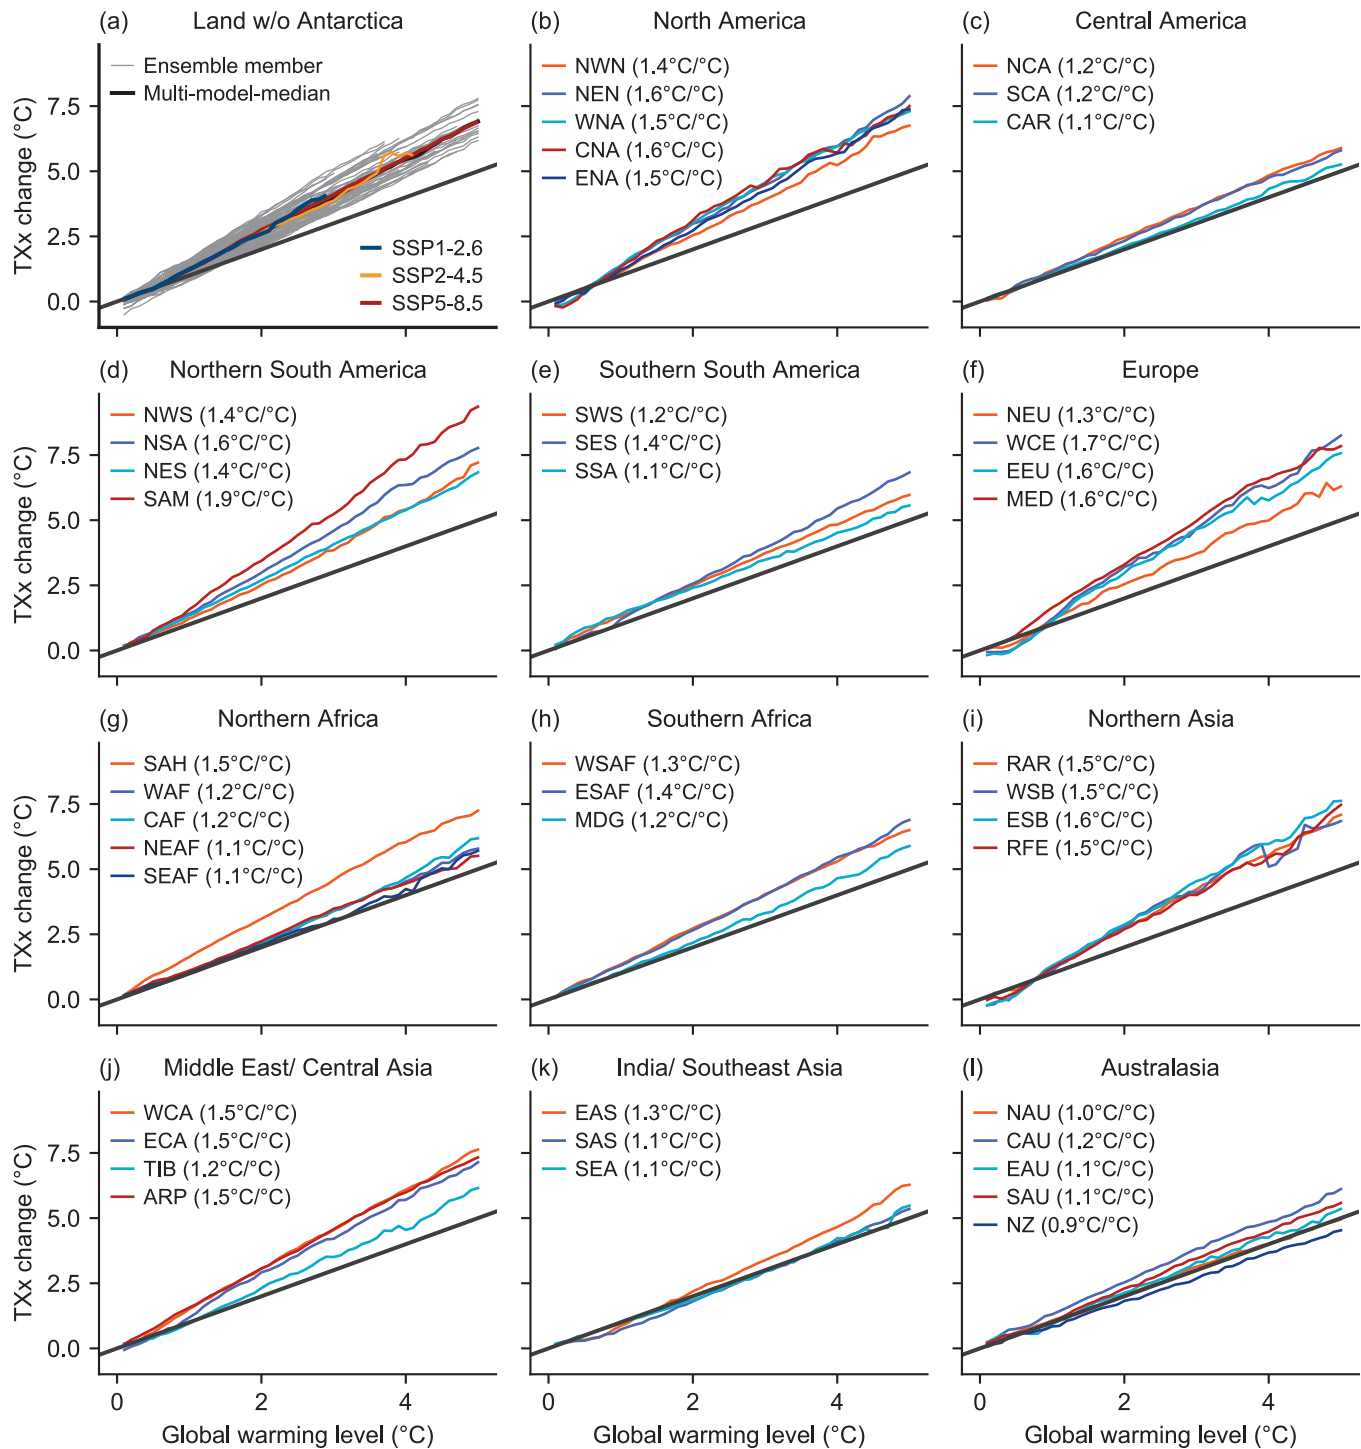 (a) Land w/o Antarctica
Ensemble member
Multi-model-median
SSP1-2.6
SSP2-4.5
SSP5-8.5
TXx change (°C)
7.5
5.0
2.5
0.0
(b) North America
NWN (1.4°C/°C)
NEN (1.6°C/°C)
WNA (1.5°C/°C)
CNA (1.6°C/°C)
ENA (1.5°C/°C)
(c) Central America
NCA (1.2°C/°C)
SCA (1.2°C/°C)
CAR (1.1°C/°C)
(d) Northern South America
NWS (1.4°C/°C)
NSA (1.6°C/°C)
NES (1.4°C/°C)
SAM (1.9°C/°C)
TXx change (°C)
7.5
5.0
2.5
0.0
(e) Southern South America
SWS (1.2°C/°C)
SES (1.4°C/°C)
SSA (1.1°C/°C)
(f) Europe
NEU (1.3°C/°C)
WCE (1.7°C/°C)
EEU (1.6°C/°C)
MED (1.6°C/°C)
(g) Northern Africa
SAH (1.5°C/°C)
WAF (1.2°C/°C)
CAF (1.2°C/°C)
NEAF (1.1°C/°C)
SEAF (1.1°C/°C)
TXx change (°C)
7.5
5.0
2.5
0.0
(h) Southern Africa
WSAF (1.3°C/°C)
ESAF (1.4°C/°C)
MDG (1.2°C/°C)
(i) Northern Asia
RAR (1.5°C/°C)
WSB (1.5°C/°C)
ESB (1.6°C/°C)
RFE (1.5°C/°C)
(j) Middle East/ Central Asia
WCA (1.5°C/°C)
ECA (1.5°C/°C)
TIB (1.2°C/°C)
ARP (1.5°C/°C)
TXx change (°C)
7.5
5.0
2.5
0.0
0 2 4
Global warming level (°C)
(k) India/ Southeast Asia
EAS (1.3°C/°C)
SAS (1.1°C/°C)
SEA (1.1°C/°C)
0 2 4
Global warming level (°C)
(l) Australasia
NAU (1.0°C/°C)
CAU (1.2°C/°C)
EAU (1.1°C/°C)
SAU (1.1°C/°C)
NZ (0.9°C/°C)
0 2 4
Global warming level (°C)